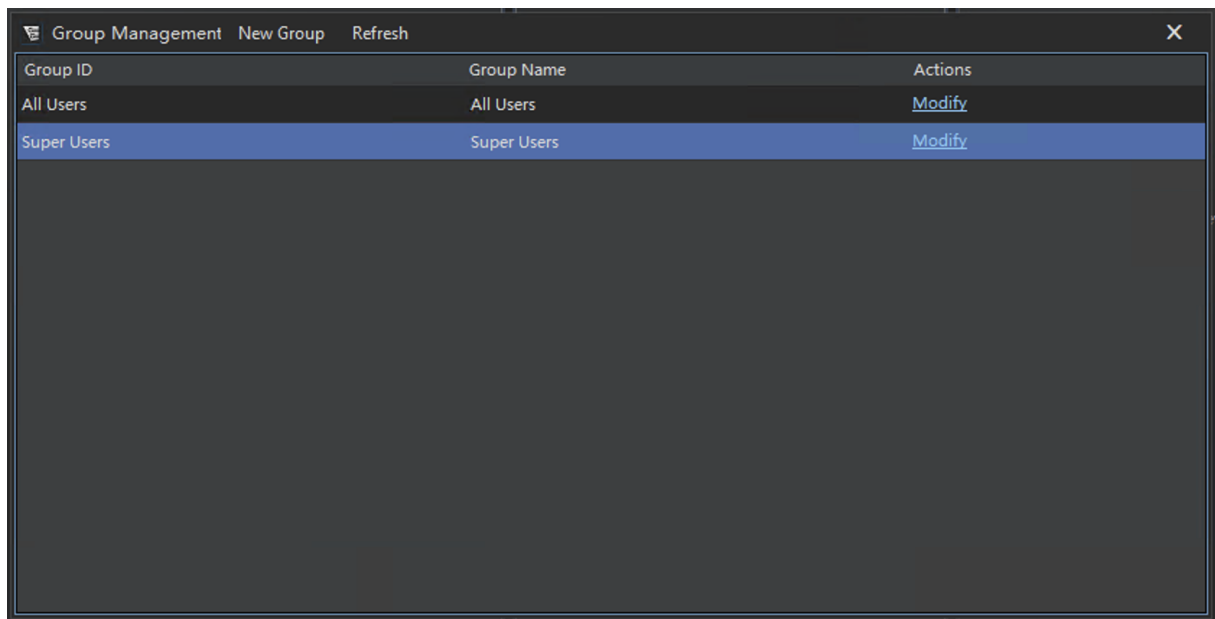 Group Management New Group Refresh
Group ID Group Name Actions
All Users All Users Modify
Super Users Super Users Modify